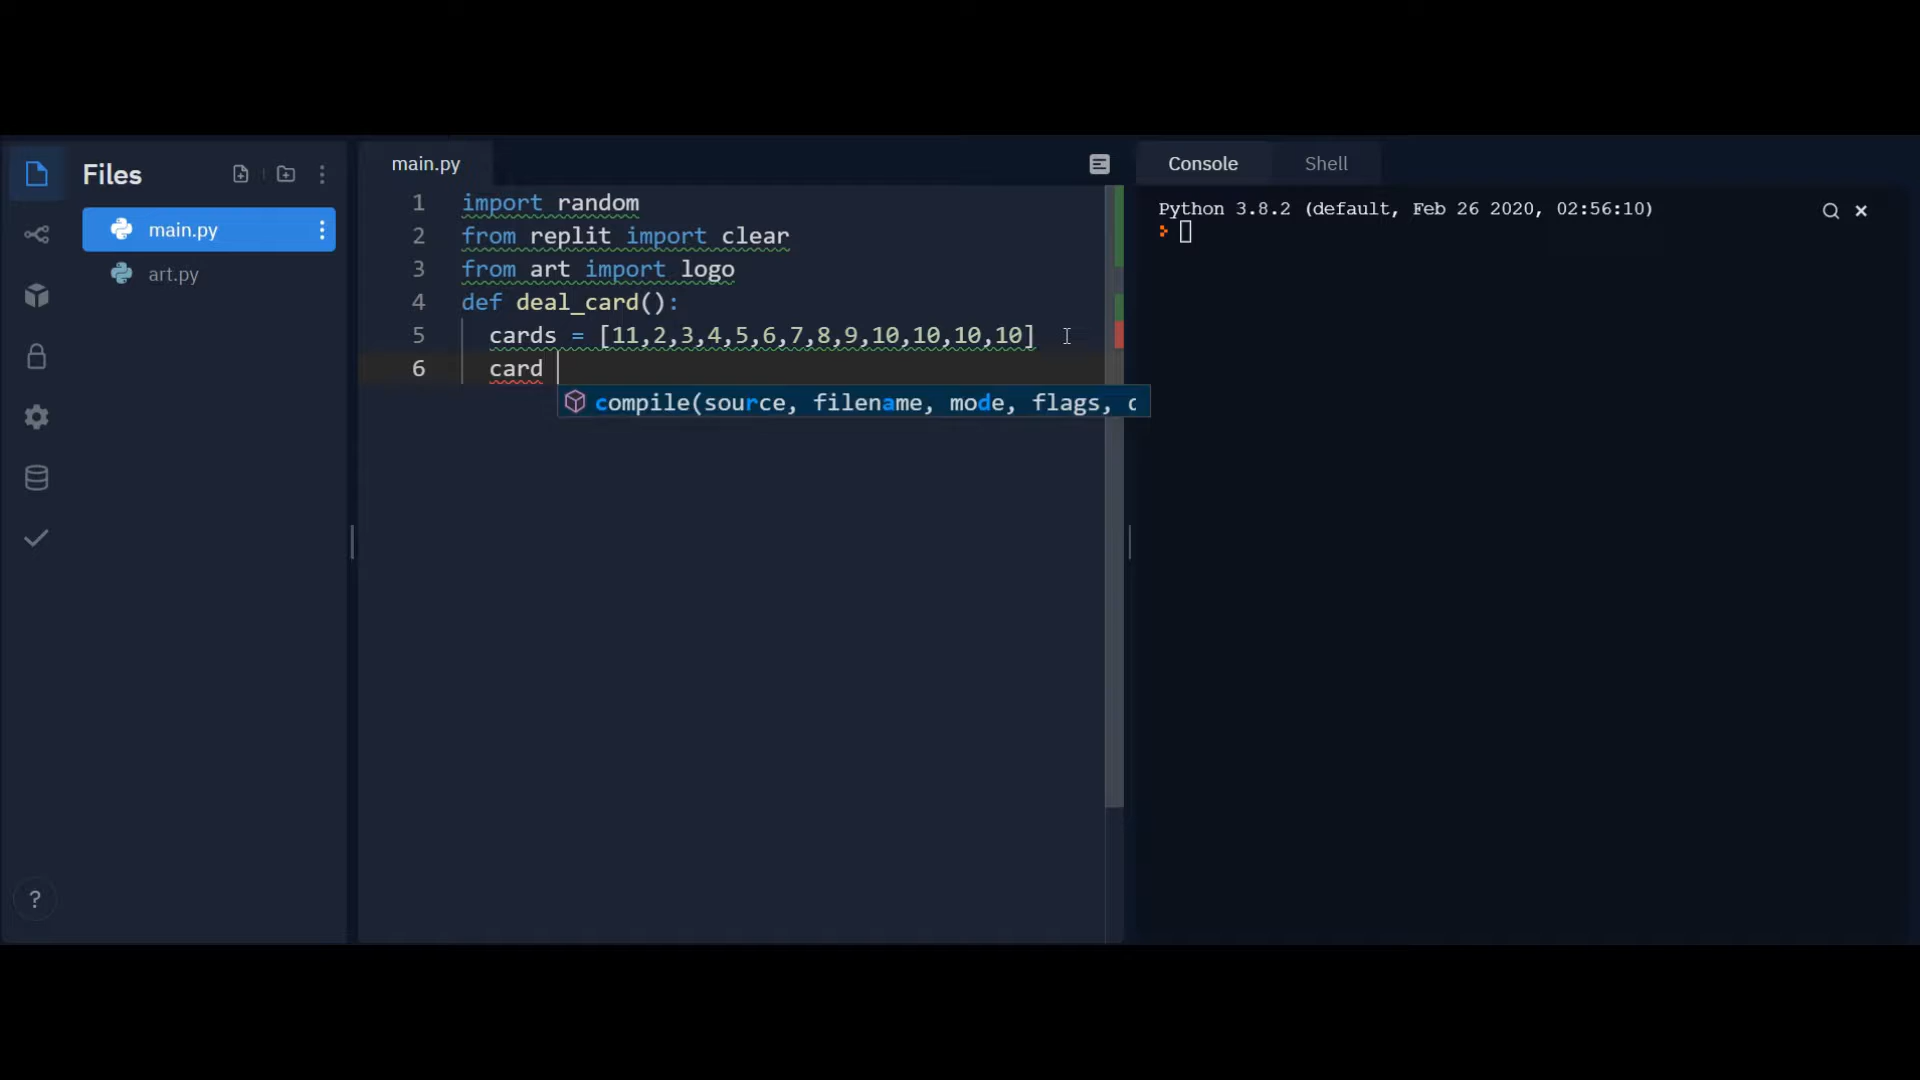 Files
main.py
art.py
main.py
1 import random
2 from replit import clear
3 from art import logo
4 def deal_card():
5 cards = [11,2,3,4,5,6,7,8,9,10,10,10,10]
6 card
compile(source, filename, mode, flags, c
Console Shell
Python 3.8.2 (default, Feb 26 2020, 02:56:10)
?